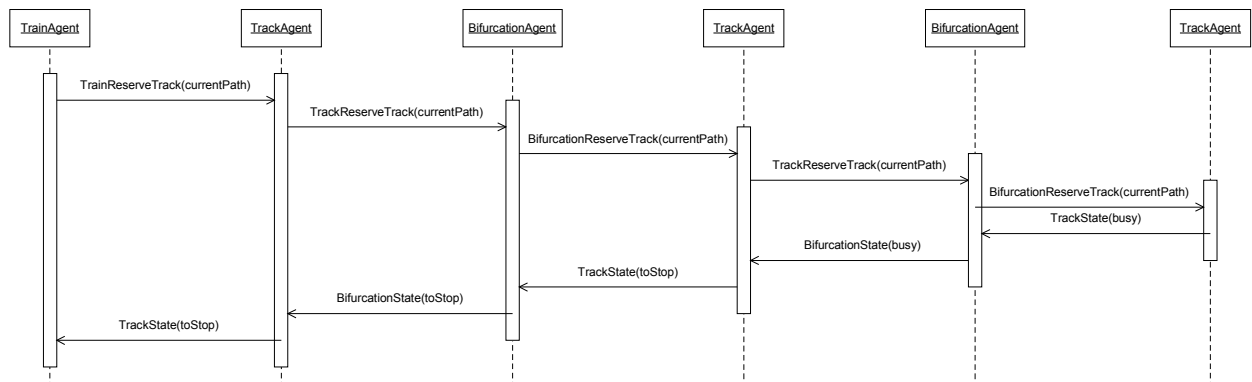 TrainAgent
TrackAgent
BifurcationAgent
TrackAgent
BifurcationAgent
TrackAgent
TrainReserveTrack(currentPath)
TrackReserveTrack(currentPath)
BifurcationReserveTrack(currentPath)
TrackReserveTrack(currentPath)
BifurcationReserveTrack(currentPath)
TrackState(busy)
BifurcationState(busy)
TrackState(toStop)
BifurcationState(toStop)
TrackState(toStop)